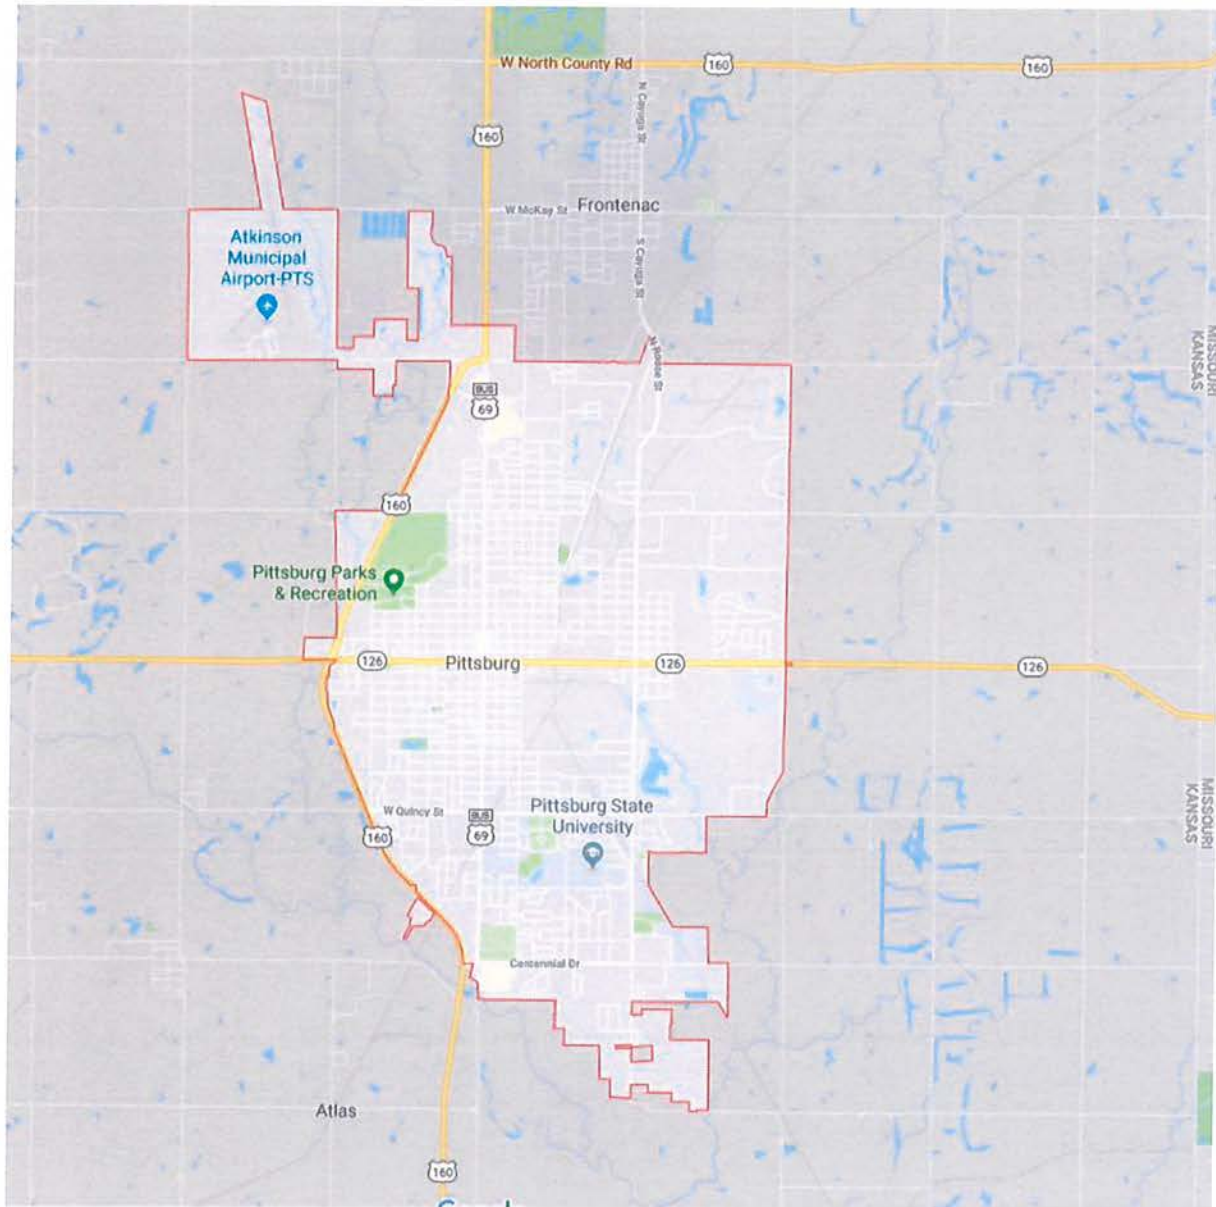 W North County Rd
160
160
N Cayuga St
160
W McKay St
Frontenac
Atkinson
Municipal
Airport-PTS
S Cayuga St
MISSOURI
KANSAS
BUS
69
160
Pittsburg Parks
& Recreation
126
Pittsburg
126
126
W Quincy St
BUS
69
160
Pittsburg State
University
MISSOURI
KANSAS
Centennial Dr
Atlas
160